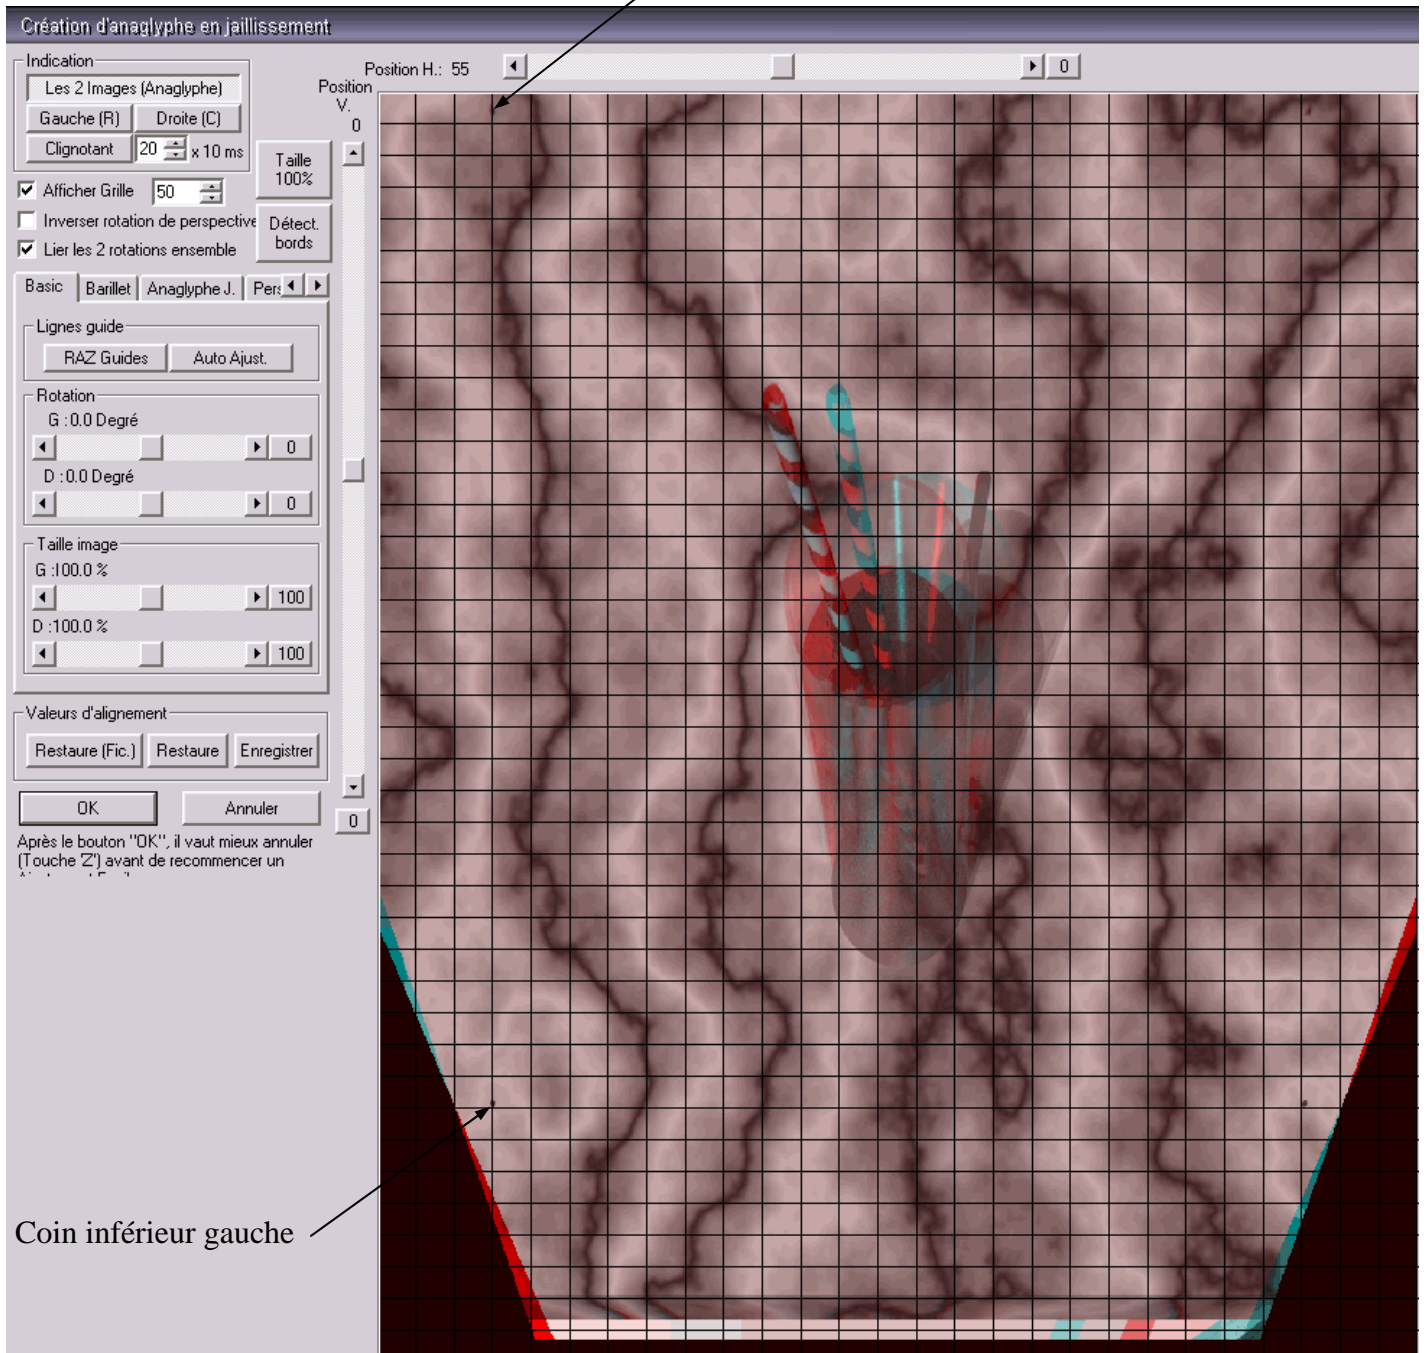 Création d'anaglyphe en jaillissement
Indication
Les 2 Images (Anaglyphe)
Gauche (R) Droite (C)
Clignotant 20 x 10 ms
Afficher Grille 50
Inverser rotation de perspective
Lier les 2 rotations ensemble
Taille
100%
Détect.
bords
Position H.: 55
0
Position
V.
0
Basic Barillet Anaglyphe J. Pers
Lignes guide
RAZ Guides Auto Ajust.
Rotation
G :0.0 Degré
0
D :0.0 Degré
0
Taille image
G :100.0 %
100
D :100.0 %
100
Valeurs d'alignement
Restaure (Fic.) Restaure Enregistrer
OK Annuler
0
Après le bouton "OK", il vaut mieux annuler
(Touche 'Z') avant de recommencer un
Coin inférieur gauche